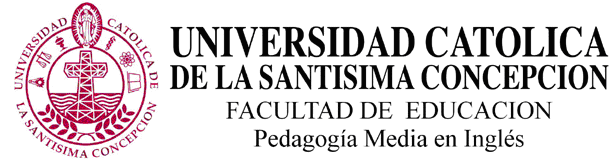 UNIVERSIDAD CATOLICA DE LA SANTISIMA CONCEPCION
UNIVERSIDAD CATOLICA
DE LA SANTISIMA CONCEPCION
FACULTAD DE EDUCACION
Pedagogía Media en Inglés